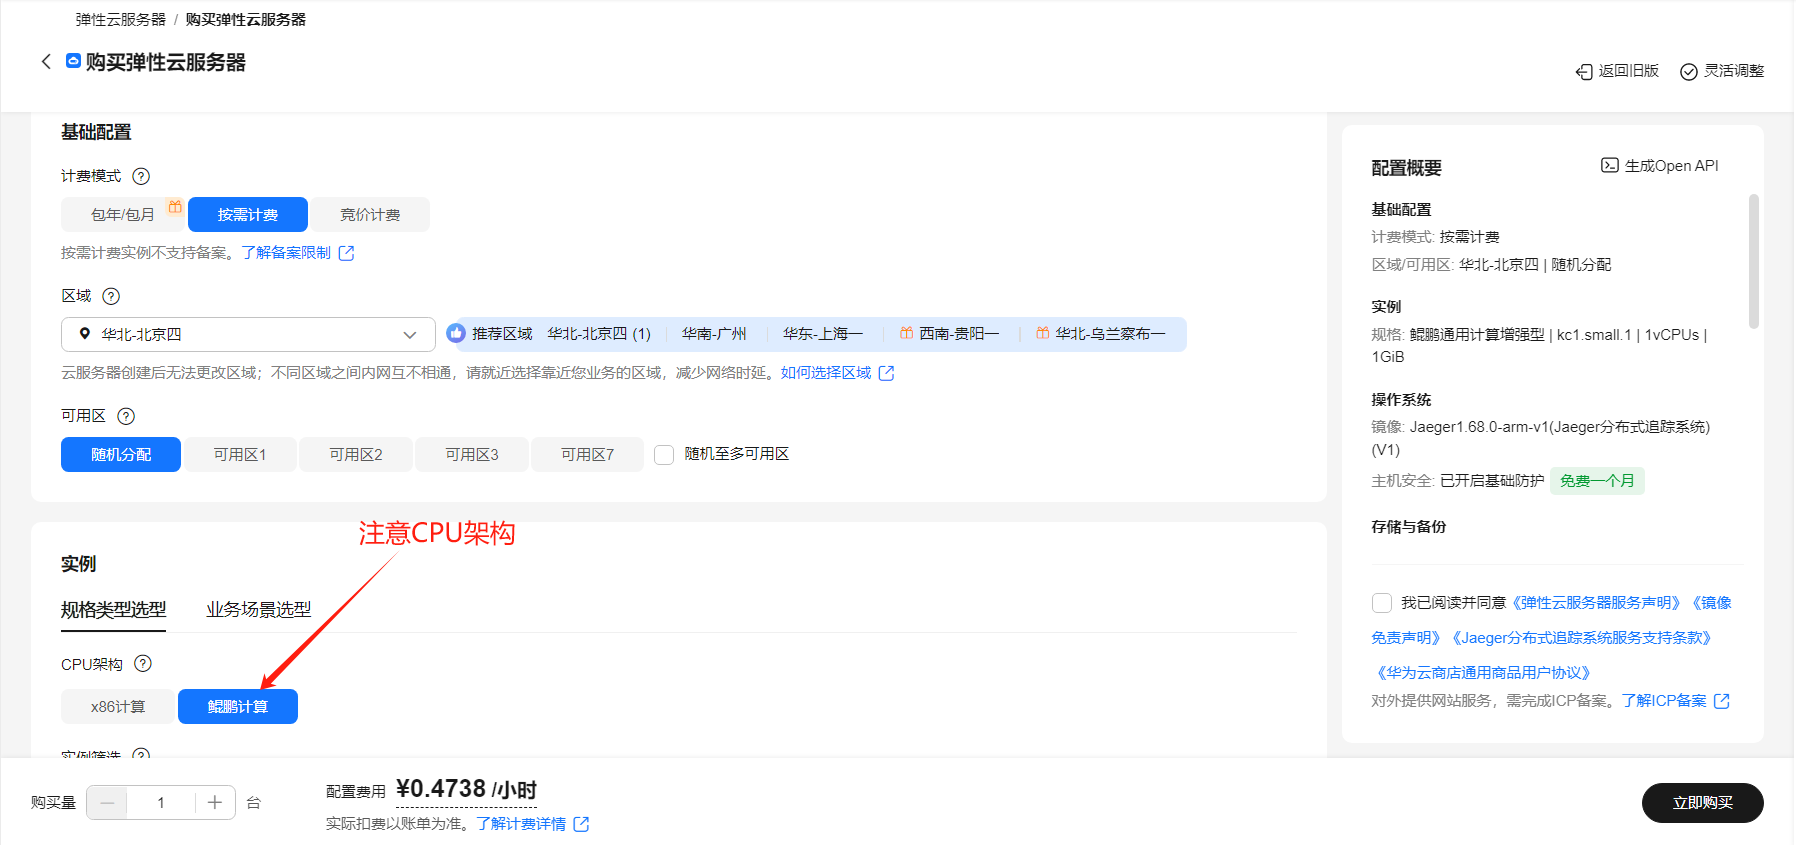 弹性云服务器 / 购买弹性云服务器
购买弹性云服务器
返回旧版
灵活调整
基础配置
计费模式
包年/包月
按需计费
竞价计费
按需计费实例不支持备案。了解备案限制
区域
华北-北京四
推荐区域 华北-北京四 (1) 华南-广州 华东-上海一 西南-贵阳一 华北-乌兰察布一
云服务器创建后无法更改区域；不同区域之间内网互不相通，请就近选择靠近您业务的区域，减少网络时延。如何选择区域
可用区
随机分配
可用区1
可用区2
可用区3
可用区7
随机至多可用区
注意CPU架构
实例
规格类型选型
业务场景选型
CPU架构
x86计算
鲲鹏计算
实例筛选
配置概要
生成Open API
基础配置
计费模式: 按需计费
区域/可用区: 华北-北京四 | 随机分配
实例
规格: 鲲鹏通用计算增强型 | kc1.small.1 | 1vCPUs |
1GiB
操作系统
镜像: Jaeger1.68.0-arm-v1(Jaeger分布式追踪系统)
(V1)
主机安全: 已开启基础防护 免费一个月
存储与备份
我已阅读并同意《弹性云服务器服务声明》《镜像
免责声明》《Jaeger分布式追踪系统服务支持条款》
《华为云商店通用商品用户协议》
对外提供网站服务，需完成ICP备案。了解ICP备案
购买量
1
台
配置费用 ¥0.4738 /小时
实际扣费以账单为准。了解计费详情
立即购买